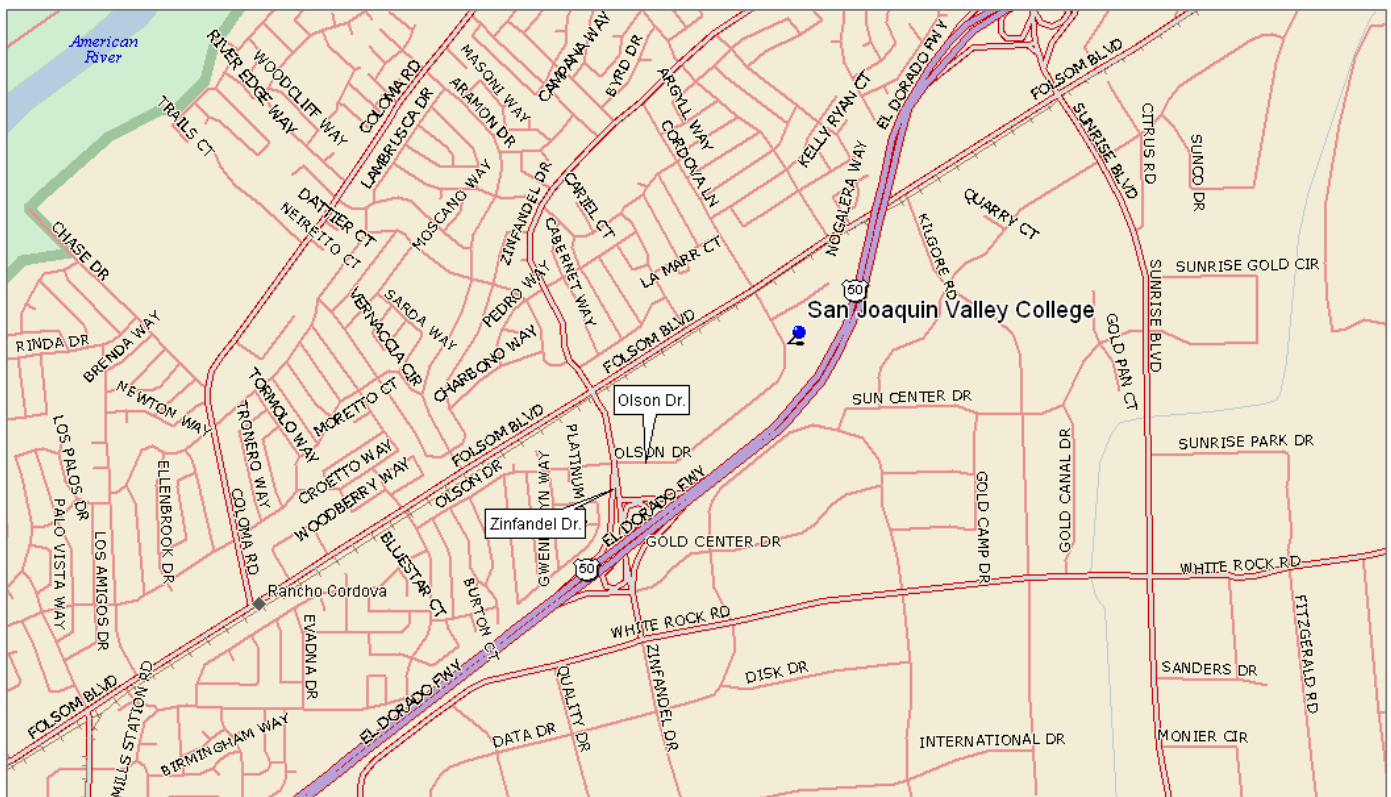 American
River
RIVER EDGE WAY
WOODCLIFF WAY
COLOMA RD
MASONI WAY
CAMPANA WAY
BYRD DR
ARAMON DR
LAMBRUSCA DR
ARGYLL WAY
CORDOVA LN
KELLY RYAN CT
EL DORADO FWY
FOLSOM BLVD
SUNRISE BLVD
CITRUS RD
SUNCO DR
TRAILS CT
DATTIER CT
NEIRETTO CT
MOSCANO WAY
ZINFANDEL DR
CARIEL CT
CABERNET WAY
LA MARR CT
NOGALERA WAY
QUARRY CT
KILGORE RD
CHASE DR
SUNRISE GOLD CIR
SUNRISE BLVD
50
San Joaquin Valley College
VERNACCIA CIR
SARDA WAY
PEDRO WAY
CHARBONO WAY
FOLSOM BLVD
GOLD PAN CT
RINDA DR
BRENDA WAY
NEWTON WAY
TORMOLO WAY
MORETTO CT
TRONERO WAY
CROETTO WAY
WOODBERRY WAY
FOLSOM BLVD
OLSON DR
PLATINUM
GWENDOLYN WAY
Olson Dr.
OLSON DR
SUN CENTER DR
SUNRISE PARK DR
LOS PALOS DR
PALO VISTA WAY
LOS AMIGOS DR
ELLENBROOK DR
COLOMA RD
Zinfandel Dr.
EL DORADO FWY
GOLD CENTER DR
GOLD CAMP DR
GOLD CANAL DR
50
BLUESTAR CT
BURTON CT
Rancho Cordova
WHITE ROCK RD
WHITE ROCK RD
EVADNA DR
FITZGERALD RD
ZINFANDEL DR
DISK DR
SANDERS DR
QUALITY DR
EL DORADO FWY
FOLSOM BLVD
MILLS STATION RD
BIRMINGHAM WAY
DATA DR
INTERNATIONAL DR
MONIER CIR